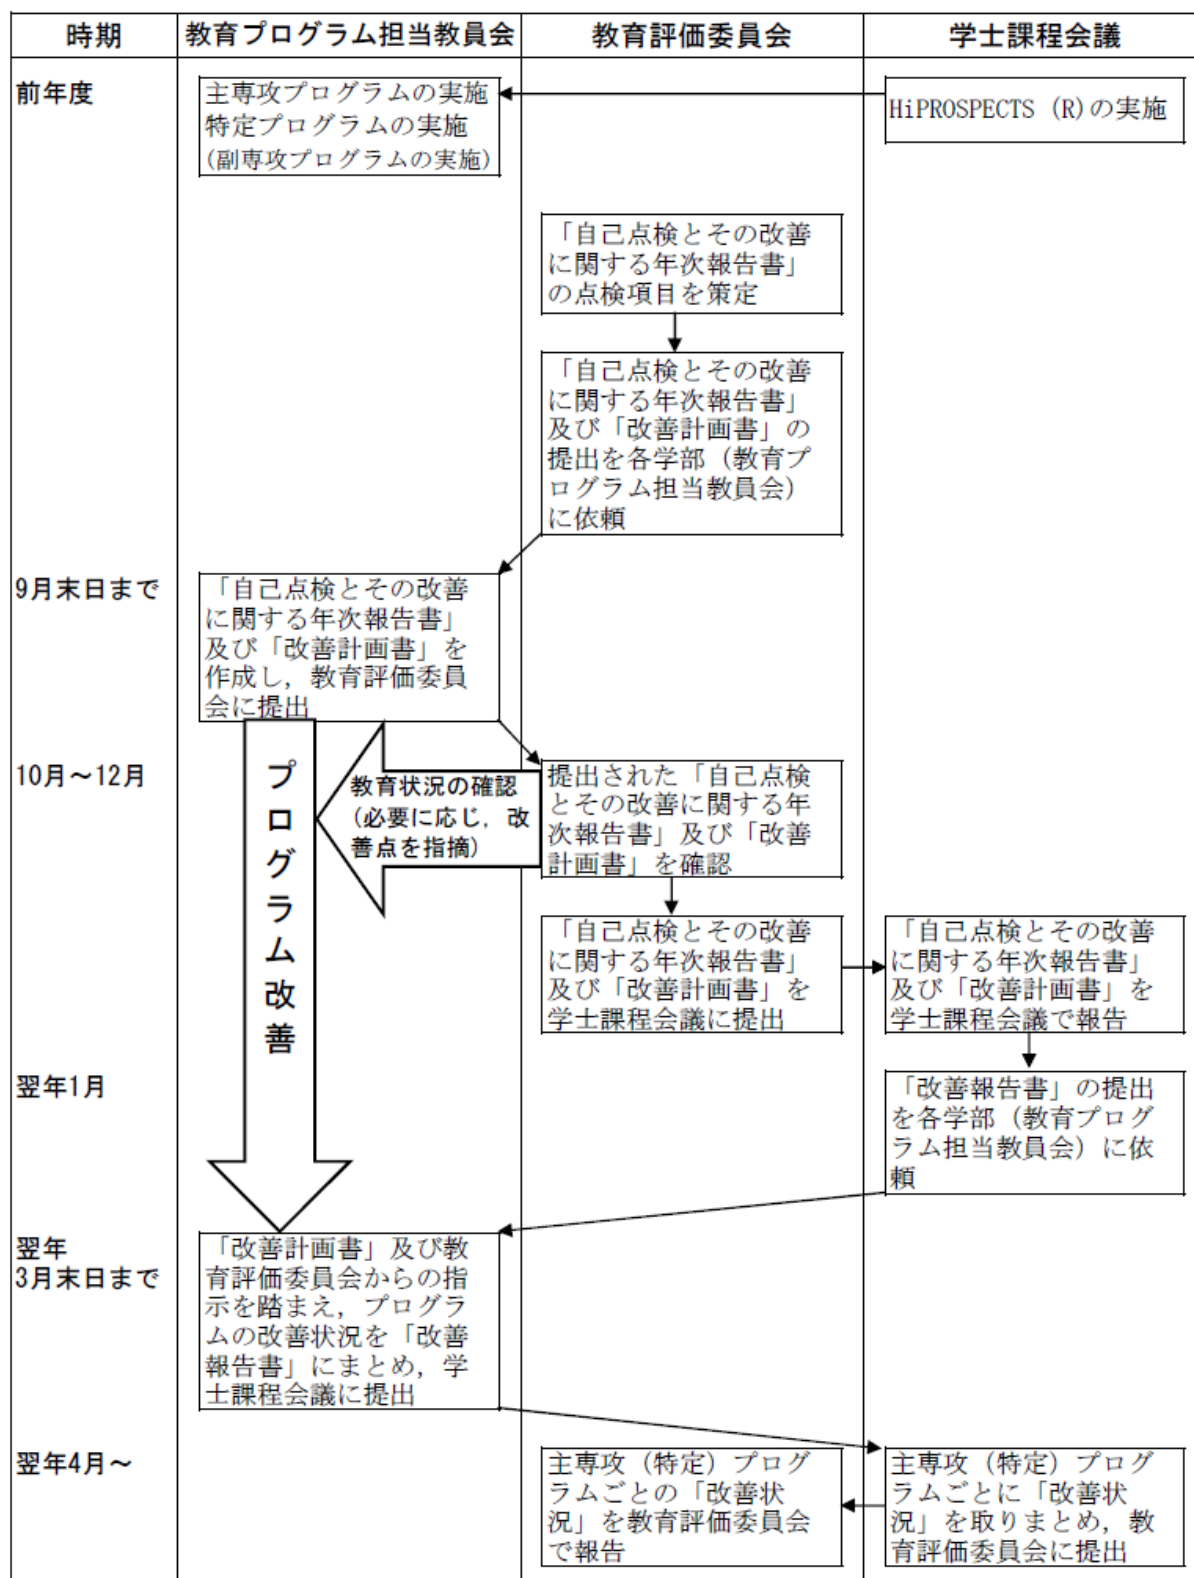 時期
教育プログラム担当教員会
教育評価委員会
学士課程会議
前年度
主専攻プログラムの実施
特定プログラムの実施
(副専攻プログラムの実施)
HiPROSPECTS (R)の実施
「自己点検とその改善
に関する年次報告書」
の点検項目を策定
「自己点検とその改善
に関する年次報告書」
及び「改善計画書」の
提出を各学部（教育プ
ログラム担当教員会）
に依頼
9月末日まで
「自己点検とその改善
に関する年次報告書」
及び「改善計画書」を
作成し，教育評価委員
会に提出
10月～12月
プログラム改善
教育状況の確認
(必要に応じ，改
善点を指摘)
提出された「自己点検
とその改善に関する年
次報告書」及び「改善
計画書」を確認
「自己点検とその改善
に関する年次報告書」
及び「改善計画書」を
学士課程会議に提出
「自己点検とその改善
に関する年次報告書」
及び「改善計画書」を
学士課程会議で報告
翌年1月
「改善報告書」の提出
を各学部（教育プログ
ラム担当教員会）に依
頼
翌年
3月末日まで
「改善計画書」及び教
育評価委員会からの指
示を踏まえ，プログラ
ムの改善状況を「改善
報告書」にまとめ，学
士課程会議に提出
翌年4月～
主専攻（特定）プログ
ラムごとの「改善状
況」を教育評価委員会
で報告
主専攻（特定）プログ
ラムごとに「改善状
況」を取りまとめ，教
育評価委員会に提出